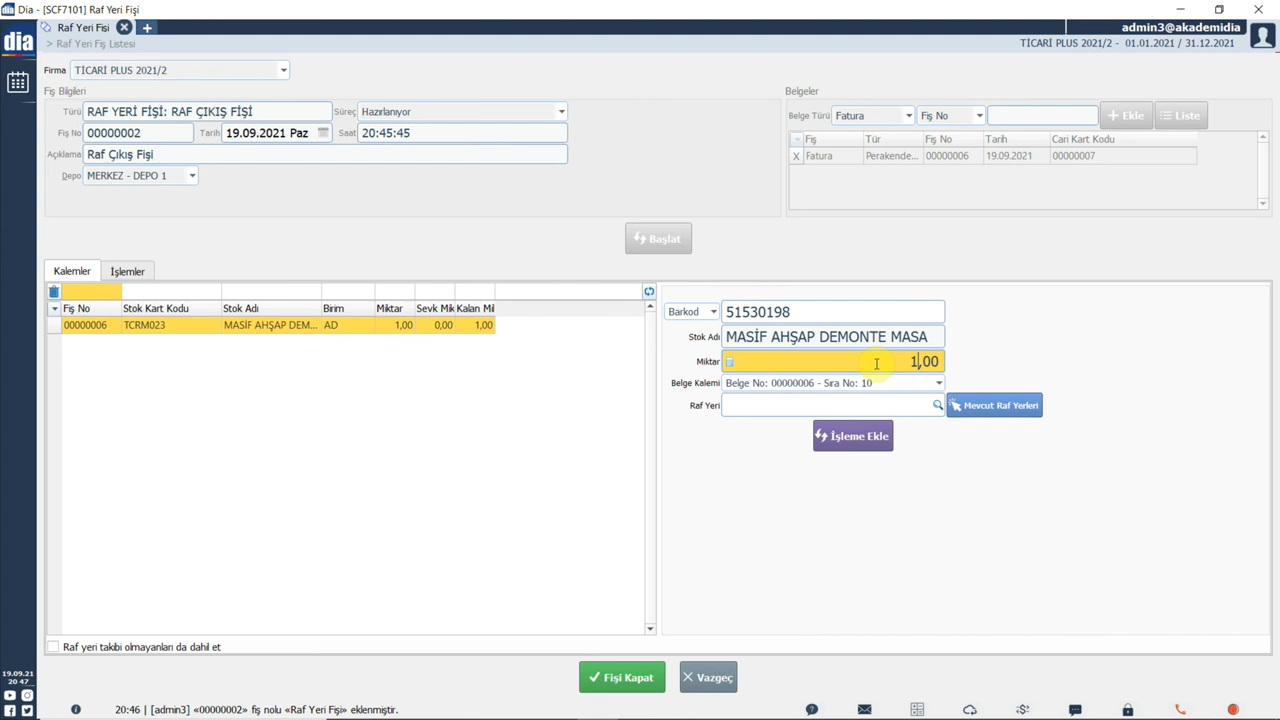 Dia - [SCF7101] Raf Yeri Fişi
dia
Raf Yeri Fişi
admin3@akademidia
> Raf Yeri Fiş Listesi
TİCARİ PLUS 2021/2 - 01.01.2021 / 31.12.2021
Firma TİCARİ PLUS 2021/2
Fiş Bilgileri
Türü RAF YERİ FİŞİ: RAF ÇIKIŞ FİŞİ Süreç Hazırlanıyor
Fiş No 00000002 Tarih 19.09.2021 Paz Saat 20:45:45
Açıklama Raf Çıkış Fişi
Depo MERKEZ - DEPO 1
Belgeler
Belge Türü Fatura Fiş No + Ekle Liste
Fiş Tür Fiş No Tarih Cari Kart Kodu
X Fatura Perakende... 00000006 19.09.2021 00000007
Başlat
Kalemler İşlemler
Fiş No Stok Kart Kodu Stok Adı Birim Miktar Sevk Mik Kalan Mil
00000006 TCRM023 MASİF AHŞAP DEM... AD 1,00 0,00 1,00
Barkod 51530198
Stok Adı MASİF AHŞAP DEMONTE MASA
Miktar 1,00
Belge Kalemi Belge No: 00000006 - Sıra No: 10
Raf Yeri Mevcut Raf Yerleri
İşleme Ekle
Raf yeri takibi olmayanları da dahil et
Fişi Kapat Vazgeç
19.09.21
20 47
20:46 | [admin3] «00000002» fiş nolu «Raf Yeri Fişi» eklenmiştir.